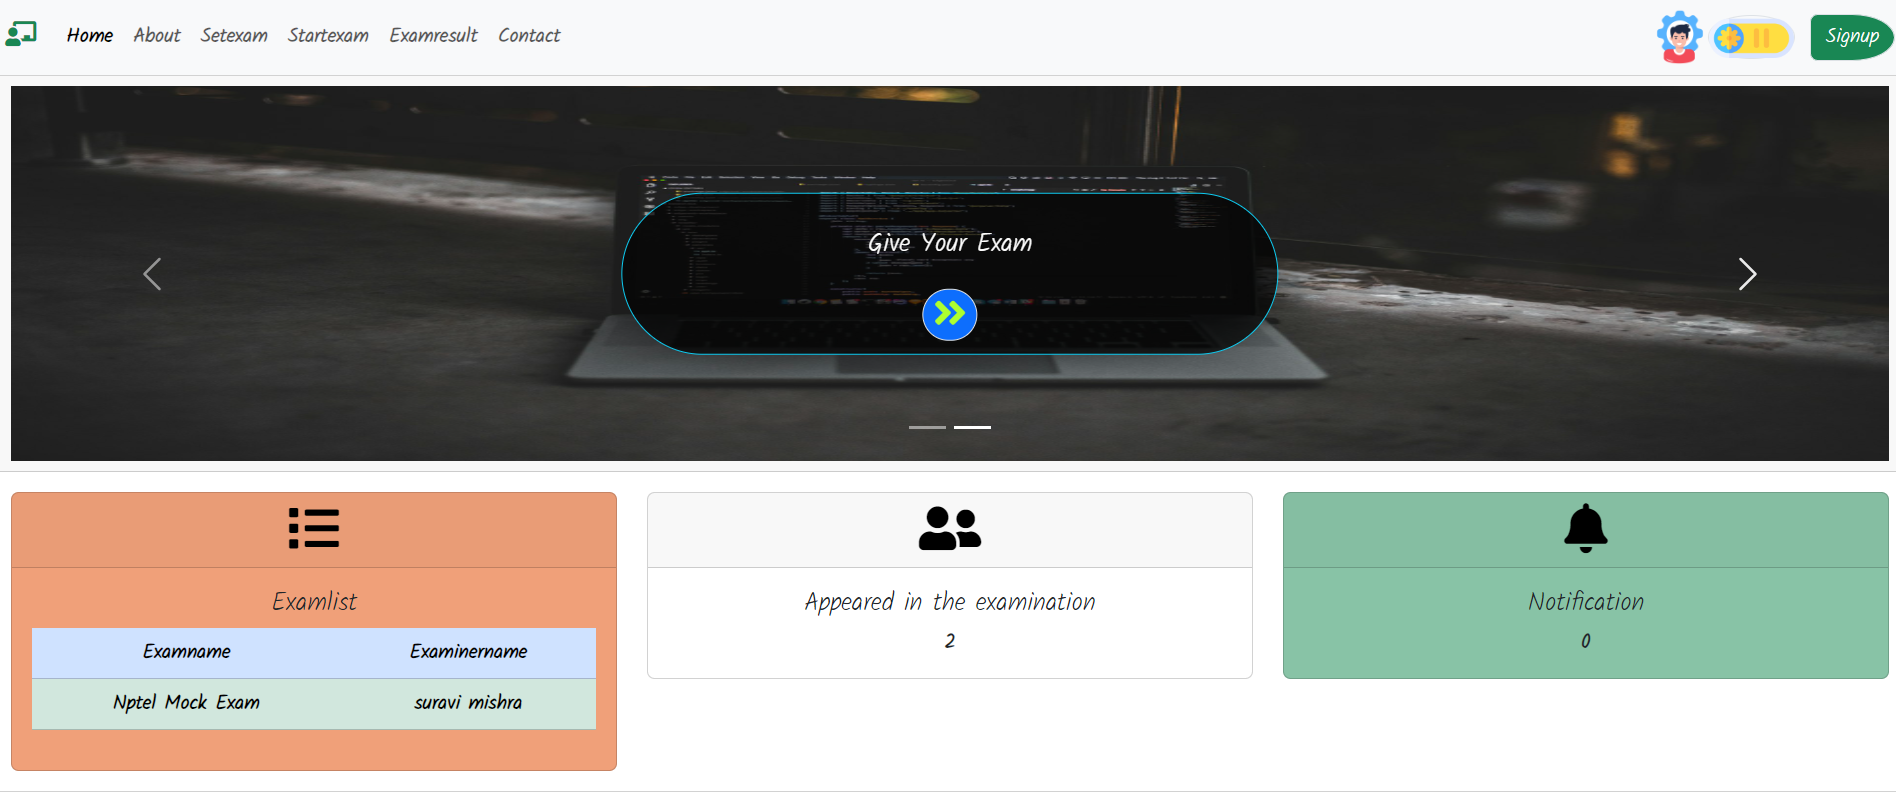 Home About Setexam Startexam Examresult Contact
Signup
Give Your Exam
Examlist
Examname Examinername
Nptel Mock Exam suravi mishra
Appeared in the examination
2
Notification
0